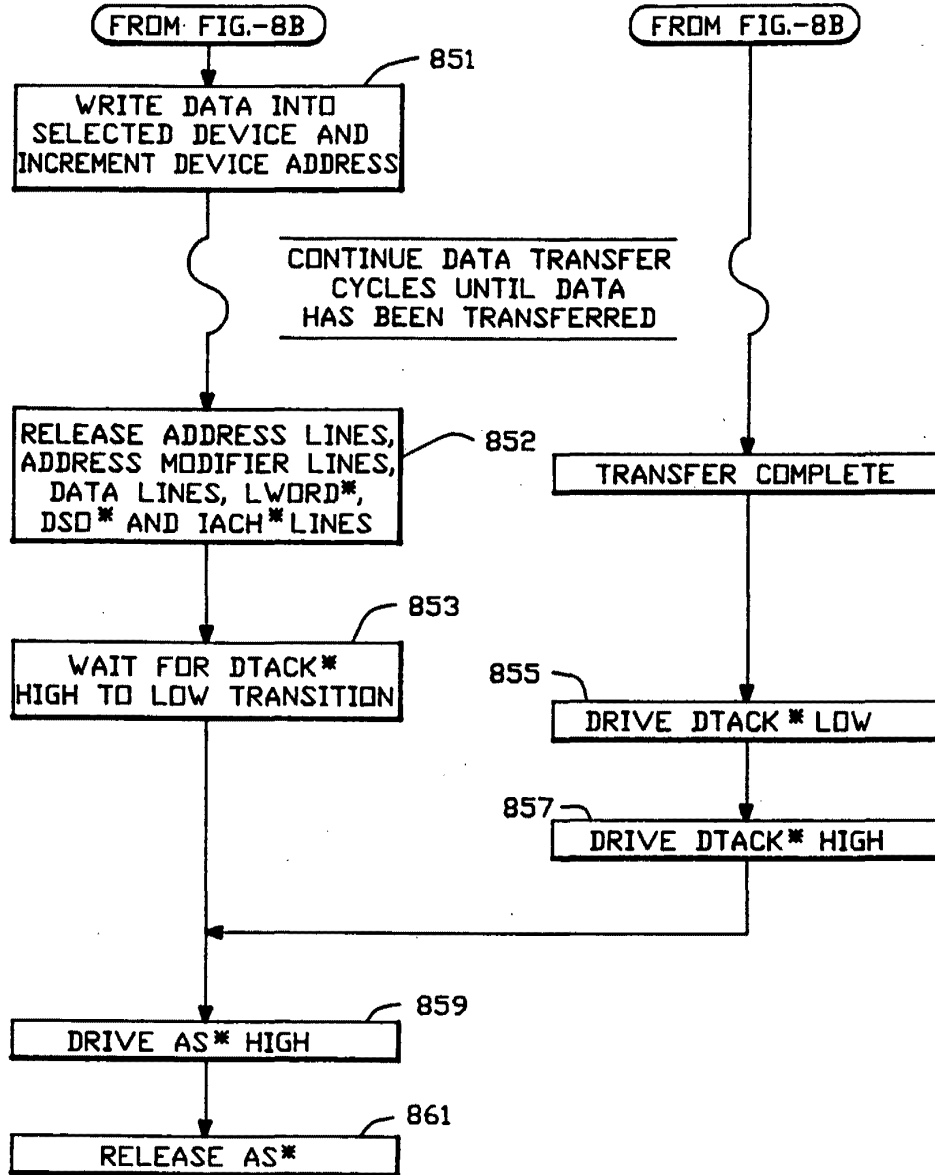 FROM FIG.-8B
851
WRITE DATA INTO
SELECTED DEVICE AND
INCREMENT DEVICE ADDRESS
CONTINUE DATA TRANSFER
CYCLES UNTIL DATA
HAS BEEN TRANSFERRED
RELEASE ADDRESS LINES,
ADDRESS MODIFIER LINES,
DATA LINES, LWORD*,
DSO* AND IACH* LINES
852
853
WAIT FOR DTACK*
HIGH TO LOW TRANSITION
FROM FIG.-8B
TRANSFER COMPLETE
855
DRIVE DTACK* LOW
857
DRIVE DTACK* HIGH
859
DRIVE AS* HIGH
861
RELEASE AS*